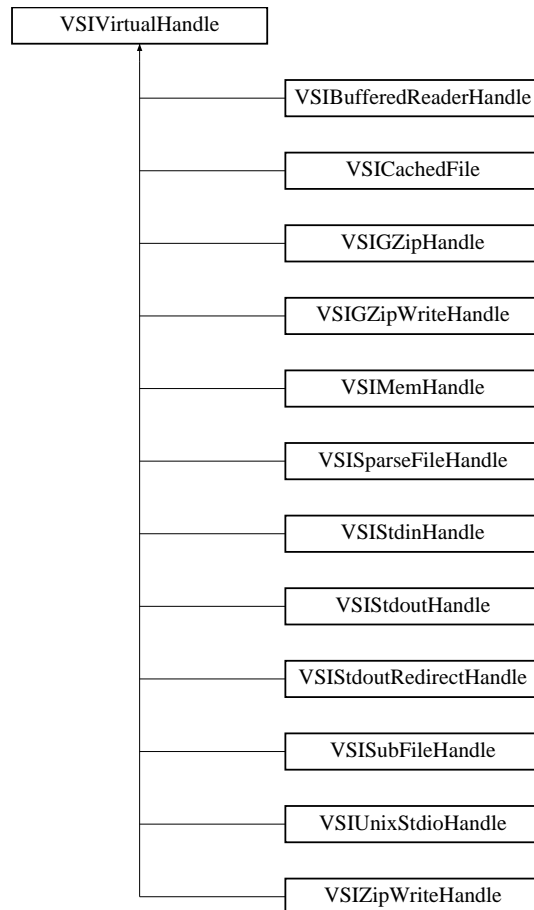 VSIVirtualHandle
VSIBufferedReaderHandle
VSICachedFile
VSIGZipHandle
VSIGZipWriteHandle
VSIMemHandle
VSISparseFileHandle
VSIStdinHandle
VSIStdoutHandle
VSIStdoutRedirectHandle
VSISubFileHandle
VSIUnixStdioHandle
VSIZipWriteHandle